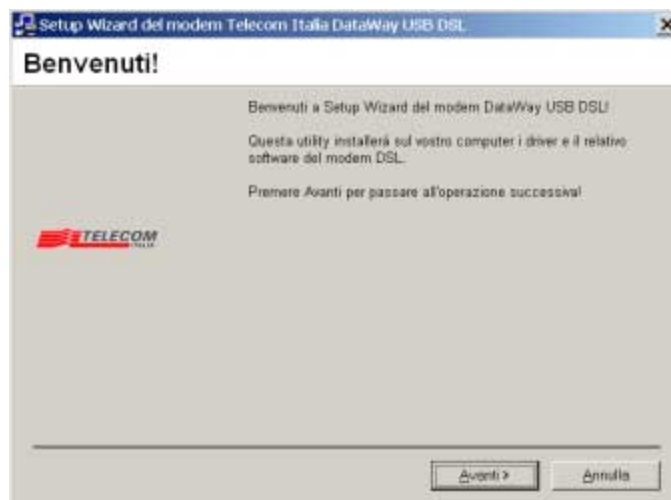 Setup Wizard del modem Telecom Italia DataWay USB DSL
Benvenuti!
Benvenuti a Setup Wizard del modem DataWay USB DSL!
Questa utility installerà sul vostro computer i driver e il relativo
software del modem DSL.
Premere Avanti per passare all'operazione successiva!
TELECOM
ITALIA
Avanti >
Annulla